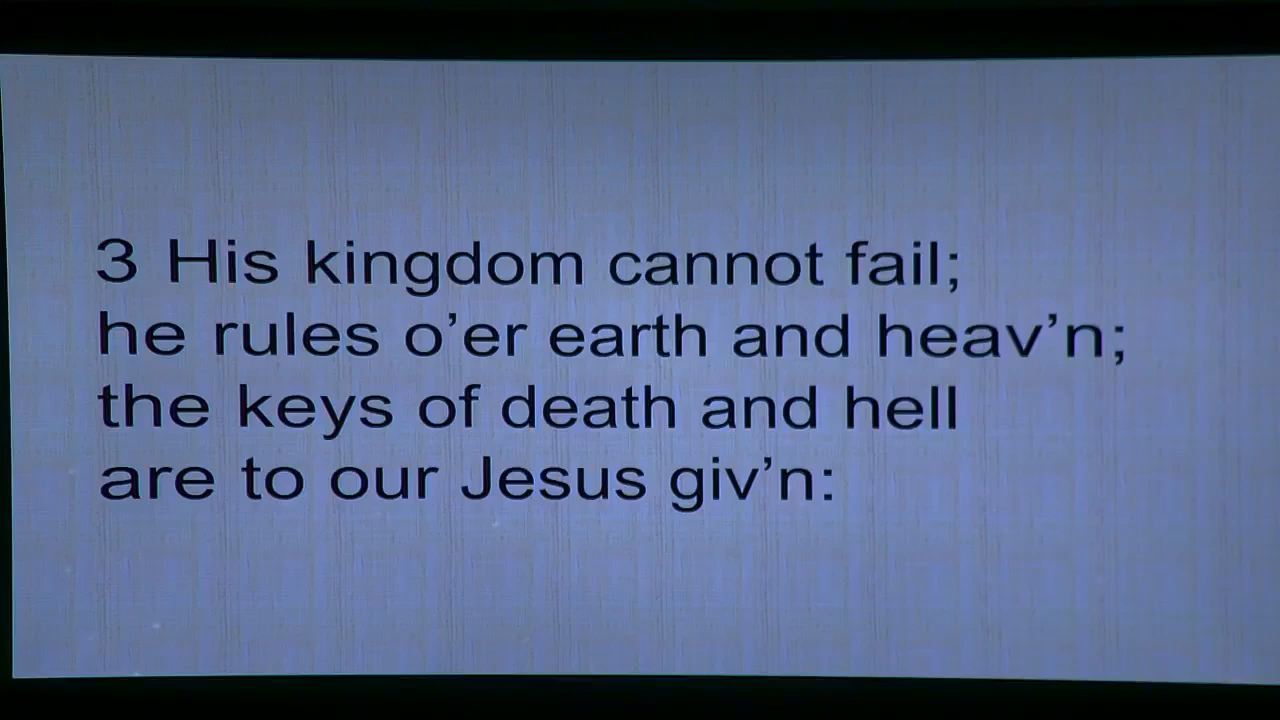 3 His kingdom cannot fail;
he rules o’er earth and heav’n;
the keys of death and hell
are to our Jesus giv’n: